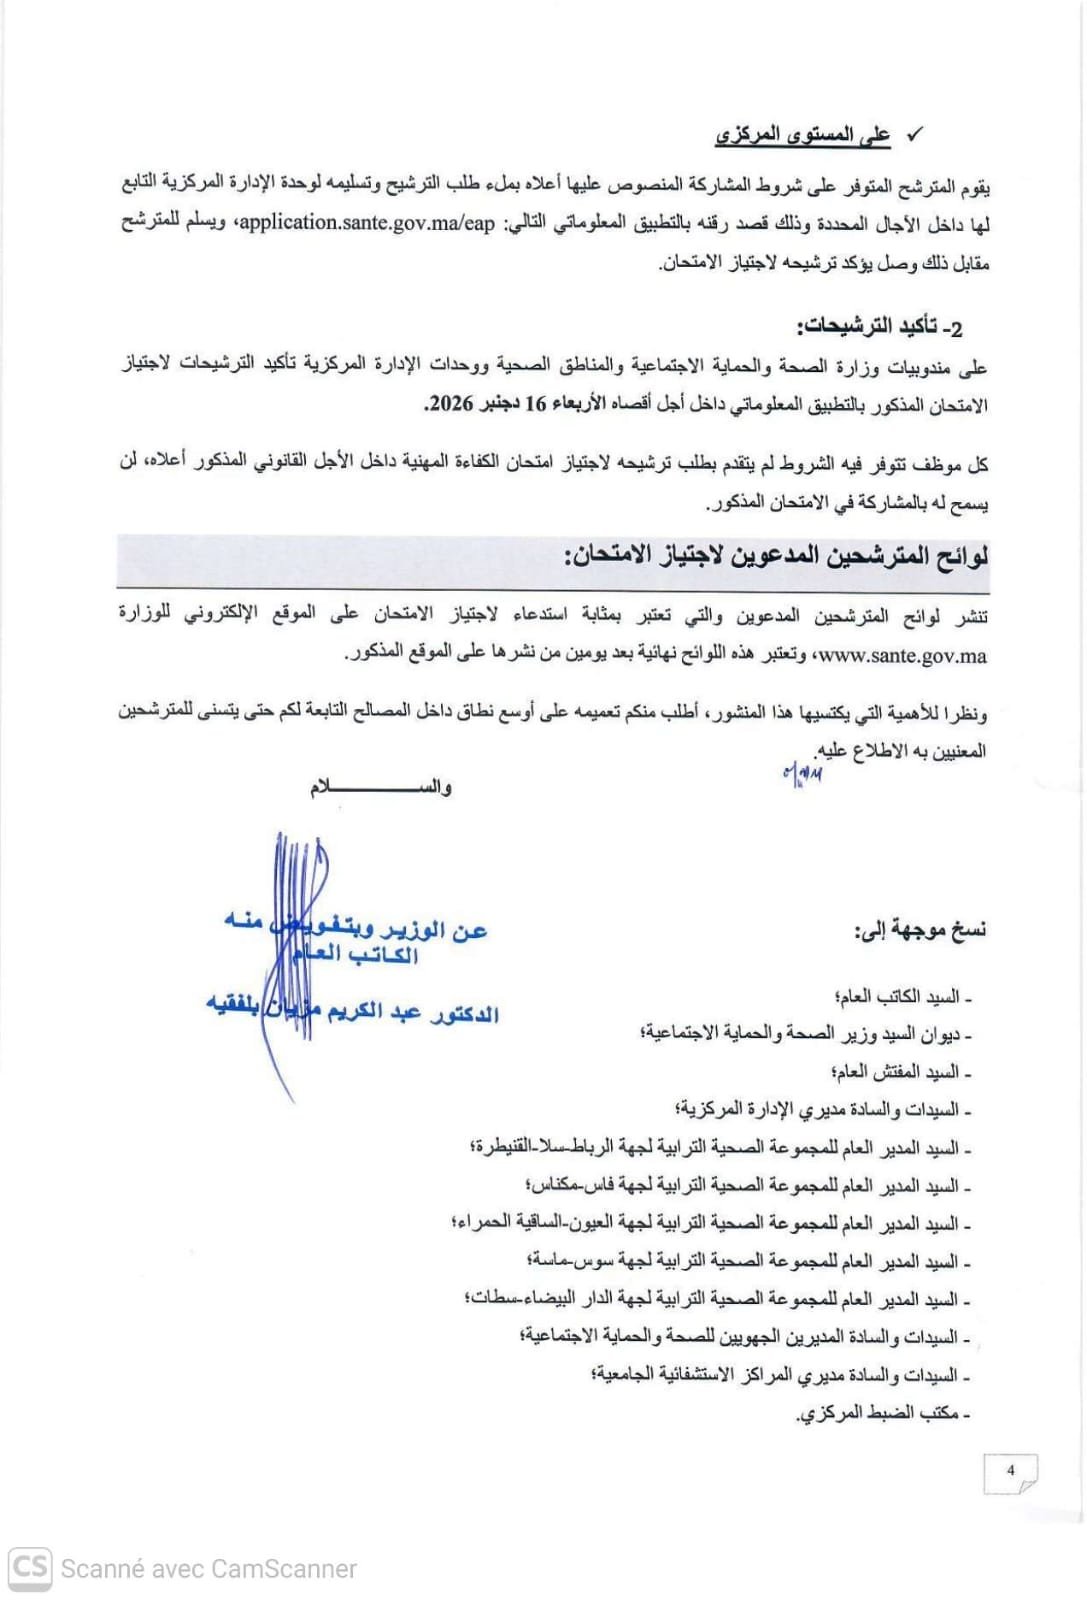 ✓ على المستوى المركزي
يقوم المترشح المتوفر على شروط المشاركة المنصوص عليها أعلاه بملء طلب الترشيح وتسليمه لوحدة الإدارة المركزية التابع
لها داخل الآجال المحددة وذلك قصد رقنه بالتطبيق المعلوماتي التالي: application.sante.gov.ma/eap، ويسلم للمترشح
مقابل ذلك وصل يؤكد ترشيحه لاجتياز الامتحان.
2- تأكيد الترشيحات:
على مندوبيات وزارة الصحة والحماية الاجتماعية والمناطق الصحية ووحدات الإدارة المركزية تأكيد الترشيحات لاجتياز
الامتحان المذكور بالتطبيق المعلوماتي داخل أجل أقصاه الأربعاء 16 دجنبر 2026.
كل موظف تتوفر فيه الشروط لم يتقدم بطلب ترشيحه لاجتياز امتحان الكفاءة المهنية داخل الأجل القانوني المذكور أعلاه، لن
يسمح له بالمشاركة في الامتحان المذكور.
لوائح المترشحين المدعوين لاجتياز الامتحان:
تنشر لوائح المترشحين المدعوين والتي تعتبر بمثابة استدعاء لاجتياز الامتحان على الموقع الإلكتروني للوزارة
www.sante.gov.ma، وتعتبر هذه اللوائح نهائية بعد يومين من نشرها على الموقع المذكور.
ونظرا للأهمية التي يكتسيها هذا المنشور، أطلب منكم تعميمه على أوسع نطاق داخل المصالح التابعة لكم حتى يتسنى للمترشحين
المعنيين به الاطلاع عليه.
والســـــــــــلام
عن الوزير وبتفويض منه
الكاتب العام
الدكتور عبد الكريم مزيان بلفقيه
نسخ موجهة إلى:
- السيد الكاتب العام؛
- ديوان السيد وزير الصحة والحماية الاجتماعية؛
- السيد المفتش العام؛
- السيدات والسادة مديري الإدارة المركزية؛
- السيد المدير العام للمجموعة الصحية الترابية لجهة الرباط-سلا-القنيطرة؛
- السيد المدير العام للمجموعة الصحية الترابية لجهة فاس-مكناس؛
- السيد المدير العام للمجموعة الصحية الترابية لجهة العيون-الساقية الحمراء؛
- السيد المدير العام للمجموعة الصحية الترابية لجهة سوس-ماسة؛
- السيد المدير العام للمجموعة الصحية الترابية لجهة الدار البيضاء-سطات؛
- السيدات والسادة المديرين الجهويين للصحة والحماية الاجتماعية؛
- السيدات والسادة مديري المراكز الاستشفائية الجامعية؛
- مكتب الضبط المركزي.
4
CS Scanné avec CamScanner